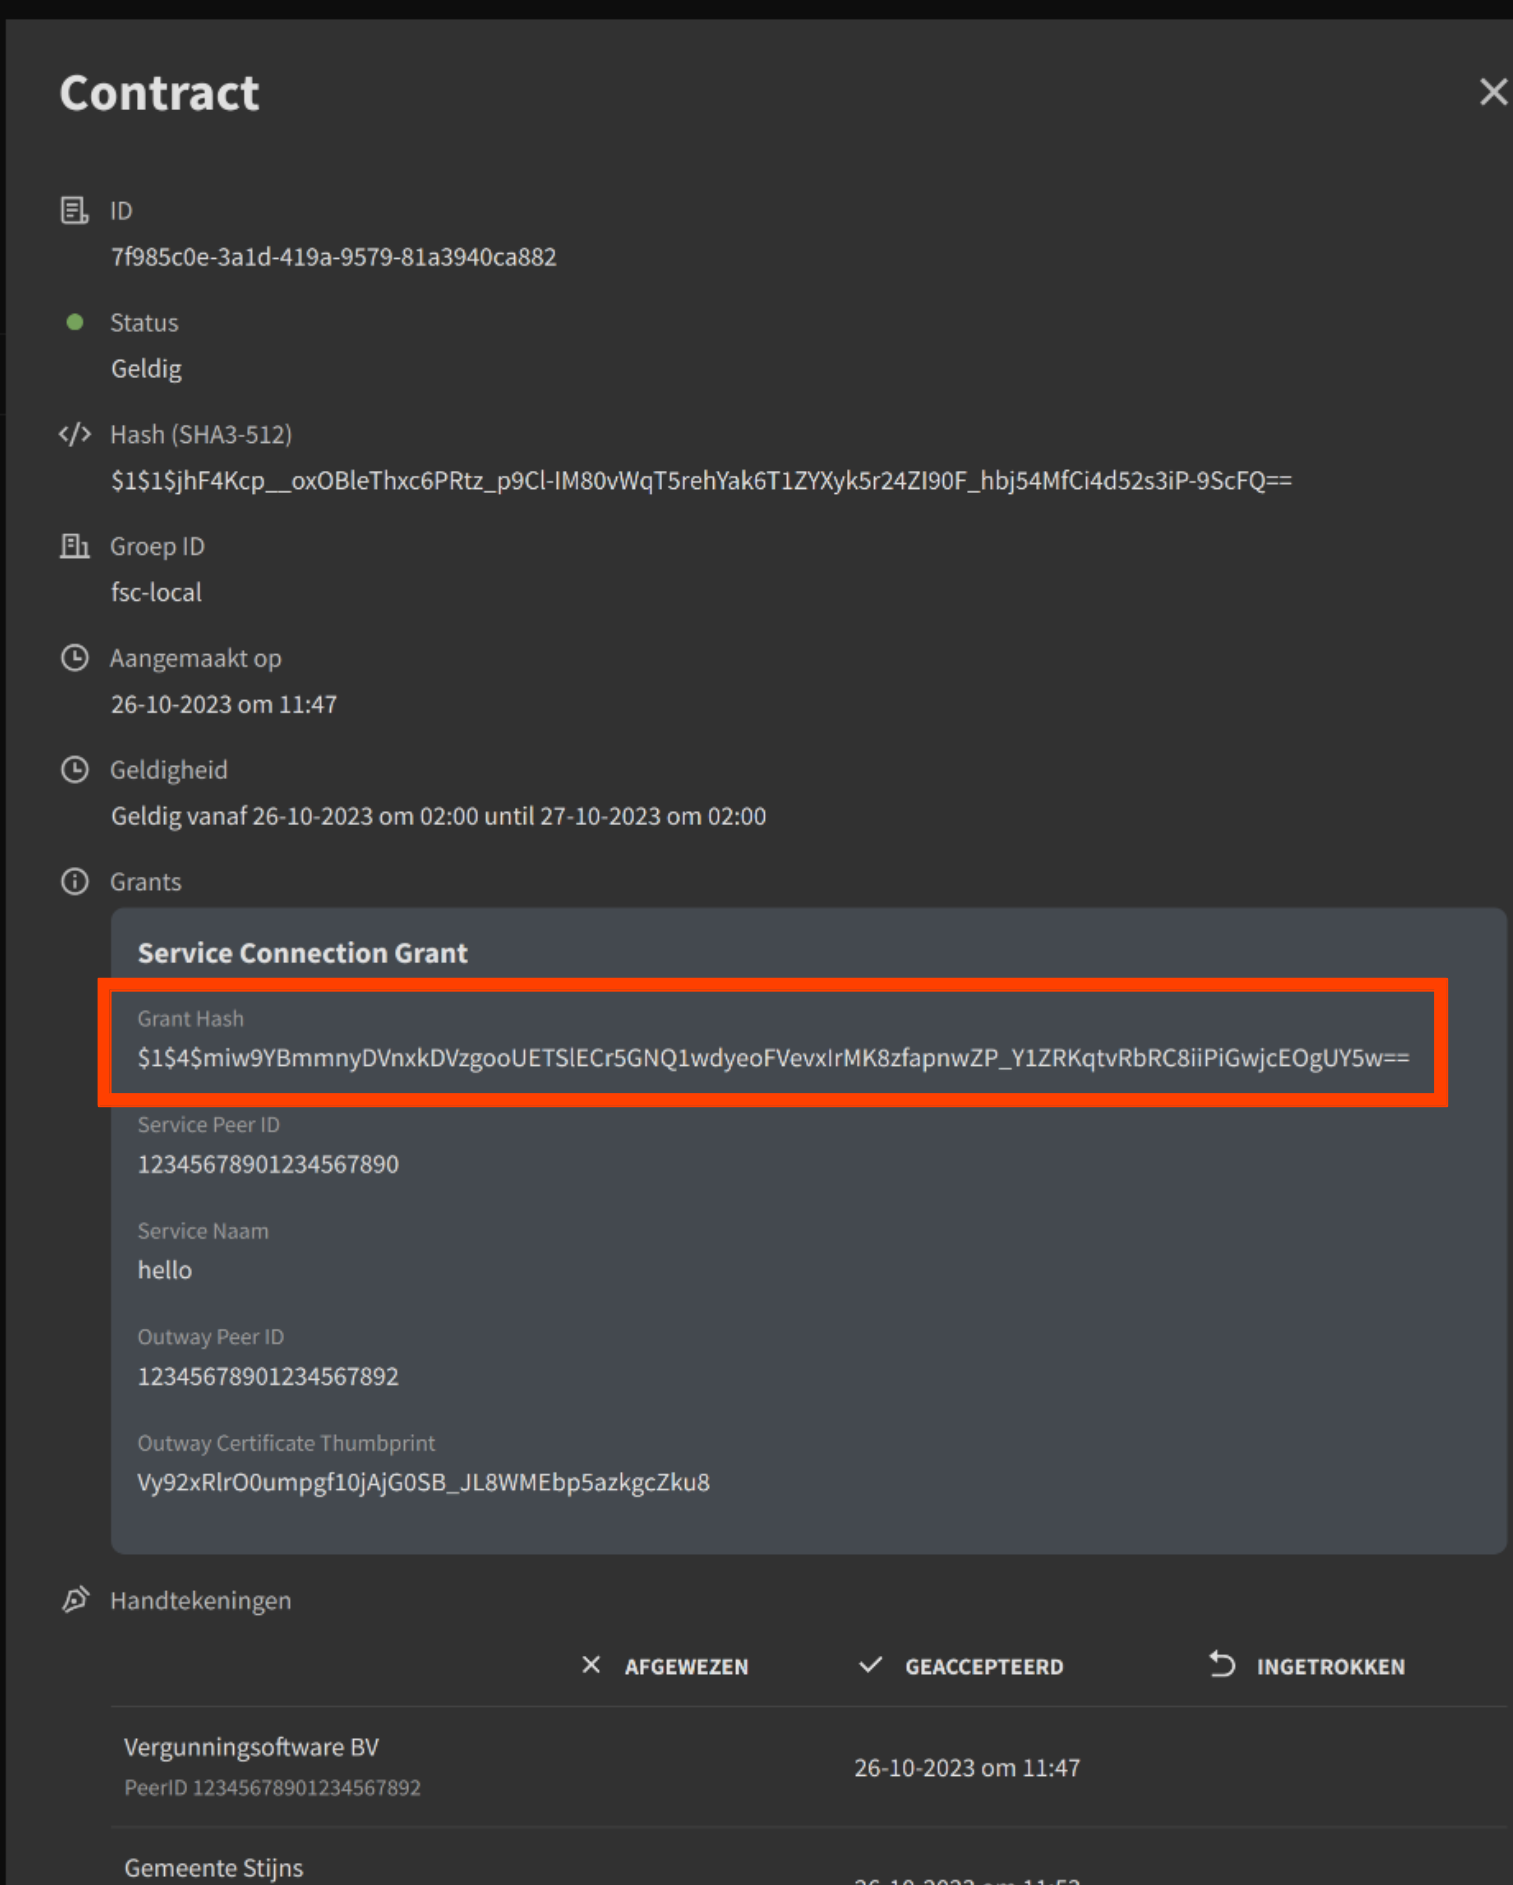 Contract
ID
7f985c0e-3a1d-419a-9579-81a3940ca882
Status
Geldig
Hash (SHA3-512)
$1$1$jhF4Kcp__oxOBleThxc6PRtz_p9Cl-IM80vWqT5rehYak6T1ZYXyk5r24ZI90F_hbj54MfCi4d52s3iP-9ScFQ==
Groep ID
fsc-local
Aangemaakt op
26-10-2023 om 11:47
Geldigheid
Geldig vanaf 26-10-2023 om 02:00 until 27-10-2023 om 02:00
Grants
Service Connection Grant
Grant Hash
$1$4$miw9YBmmnyDVnxkDVzgooUETSlECr5GNQ1wdyeoFVevxIrMK8zfapnwZP_Y1ZRKqtvRbRC8iiPiGwjcEOgUY5w==
Service Peer ID
12345678901234567890
Service Naam
hello
Outway Peer ID
12345678901234567892
Outway Certificate Thumbprint
Vy92xRlrO0umpgf10jAjG0SB_JL8WMEbp5azkgcZku8
Handtekeningen
AFGEWEZEN GEACCEPTEERD INGETROKKEN
Vergunningsoftware BV
26-10-2023 om 11:47
PeerID 12345678901234567892
Gemeente Stijns